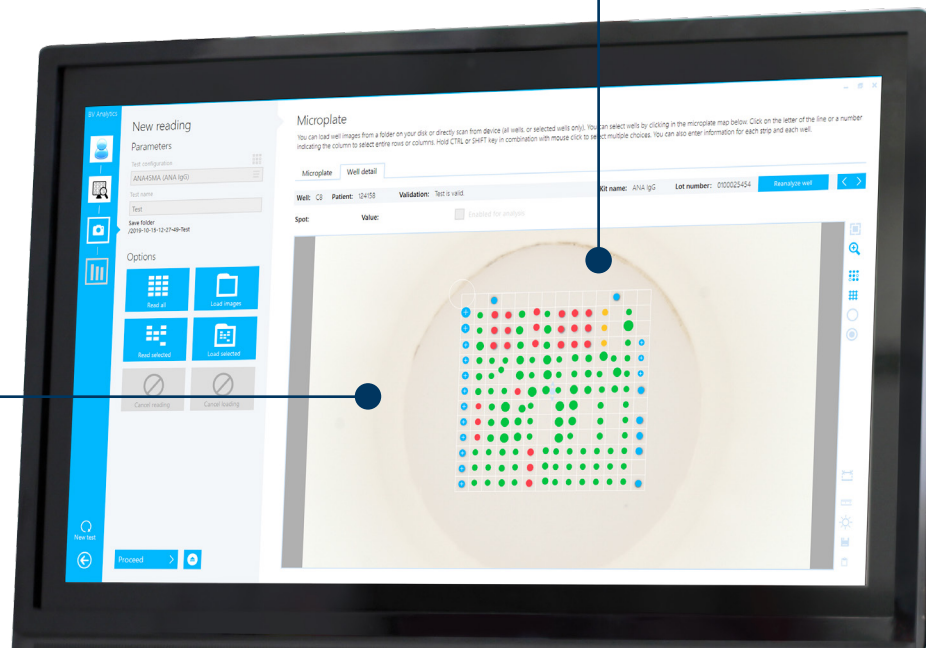 BV Analytics
New reading
Parameters
Test configuration
ANA4SMA (ANA IgG)
Test name
Test
Save folder
/2019-10-15-12-27-46-Test
Options
Read all
Load images
Read selected
Load selected
Cancel reading
Cancel loading
New test
Proceed
Microplate
You can load well images from a folder on your disk or directly scan from device (all wells, or selected wells only). You can select wells by clicking in the microplate map below. Click on the letter of the line or a number
indicating the column to select entire rows or columns. Hold CTRL or SHIFT key in combination with mouse click to select multiple choices. You can also enter information for each strip and each well.
Microplate Well detail
Well: C8 Patient: 124158 Validation: Test is valid. Kit name: ANA IgG Lot number: 0100025454 Reanalyze well
Spot: Value: Enabled for analysis